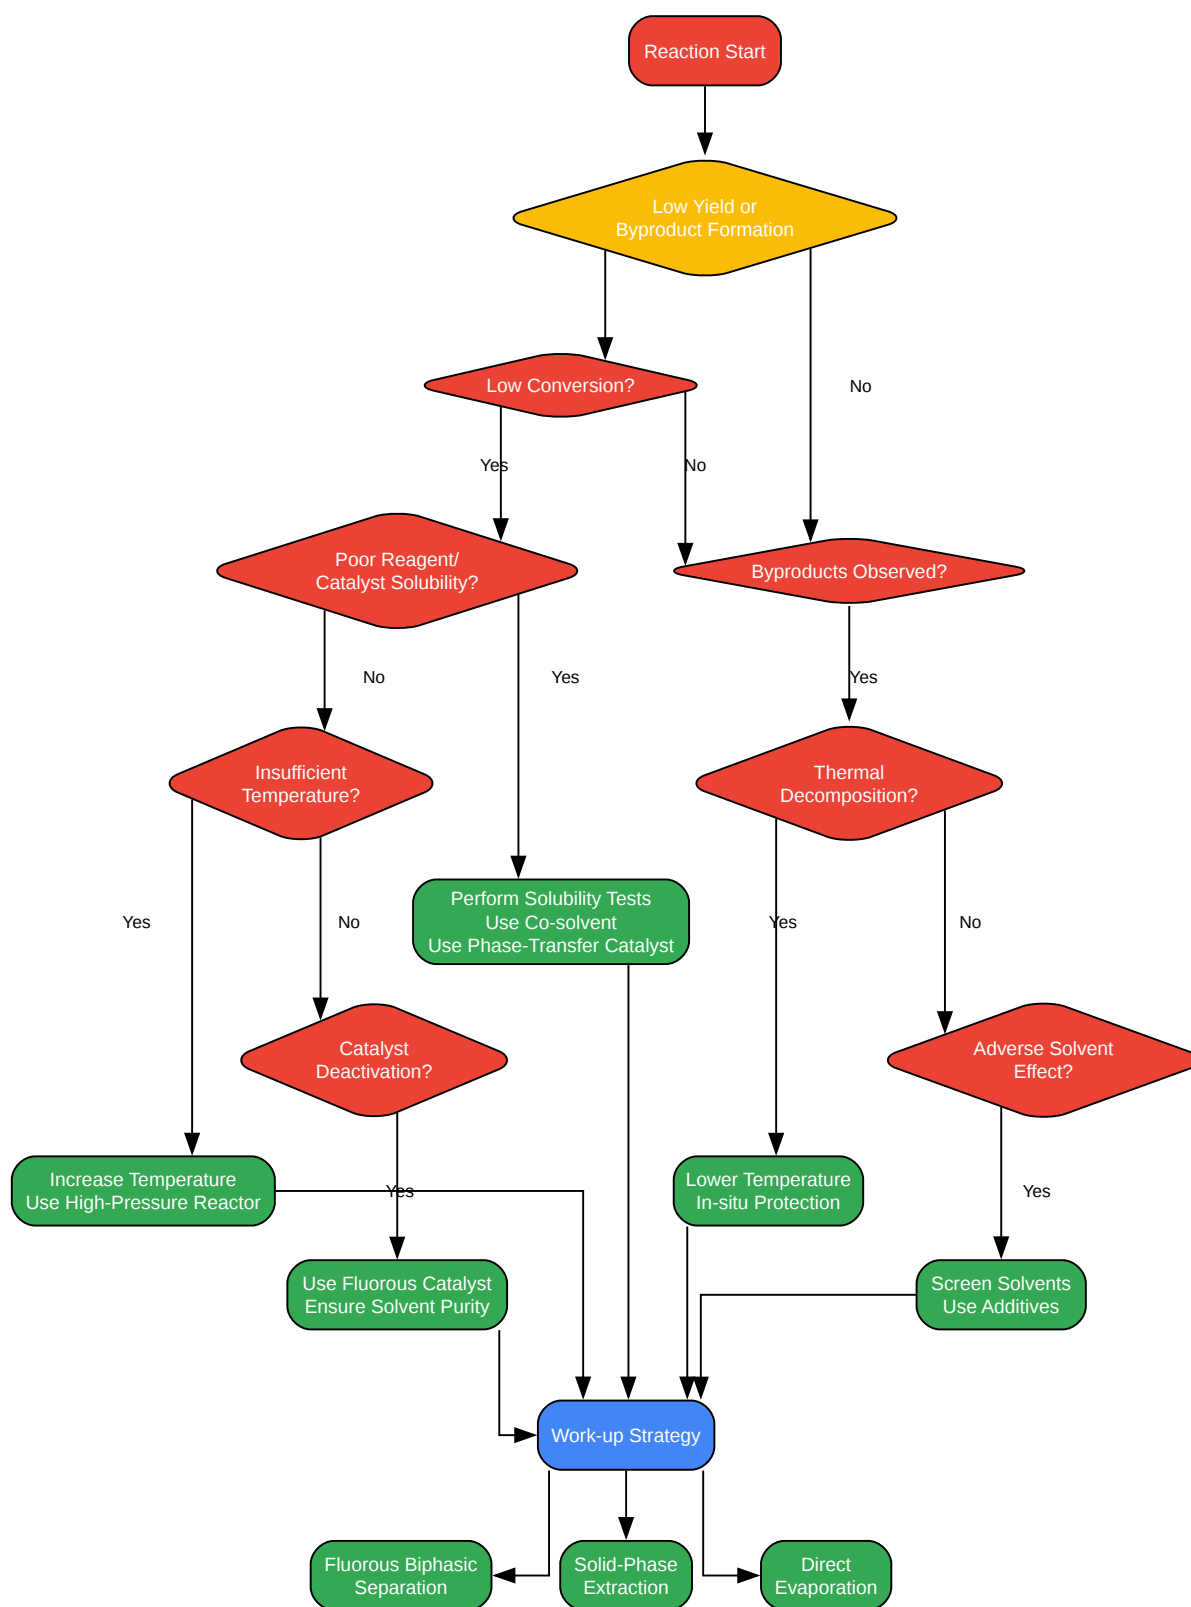 Reaction Start
Low Yield or
Byproduct Formation
Low Conversion?
No
Yes
No
Poor Reagent/
Catalyst Solubility?
Byproducts Observed?
No
Yes
Yes
Insufficient
Temperature?
Thermal
Decomposition?
Perform Solubility Tests
Use Co-solvent
Use Phase-Transfer Catalyst
Yes
No
Yes
No
Catalyst
Deactivation?
Adverse Solvent
Effect?
Increase Temperature
Use High-Pressure Reactor
Yes
Lower Temperature
In-situ Protection
Yes
Use Fluorous Catalyst
Ensure Solvent Purity
Screen Solvents
Use Additives
Work-up Strategy
Fluorous Biphasic
Separation
Solid-Phase
Extraction
Direct
Evaporation